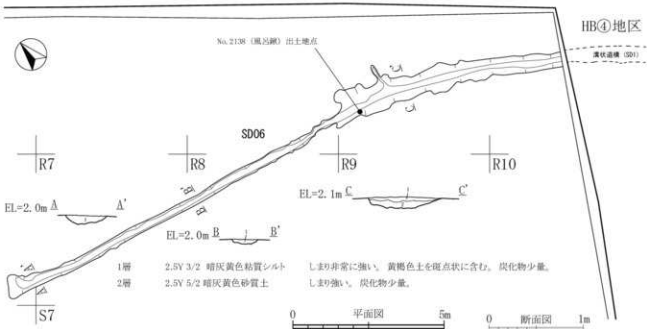 HB④地区
No.2138（風呂鍬）出土地点
溝状遺構（SD1）
C'
C
SD06
R7
R8
R9
R10
B'
B
EL=2.0m A A'
EL=2.1m C C'
EL=2.0m B B'
1層 2.5Y 3/2 暗灰黄色粘質シルト しまり非常に強い。黄褐色土を斑点状に含む。炭化物少量。
2層 2.5Y 5/2 暗灰黄色砂質土 しまり強い。炭化物少量。
S7
0 平面図 5m
0 断面図 1m